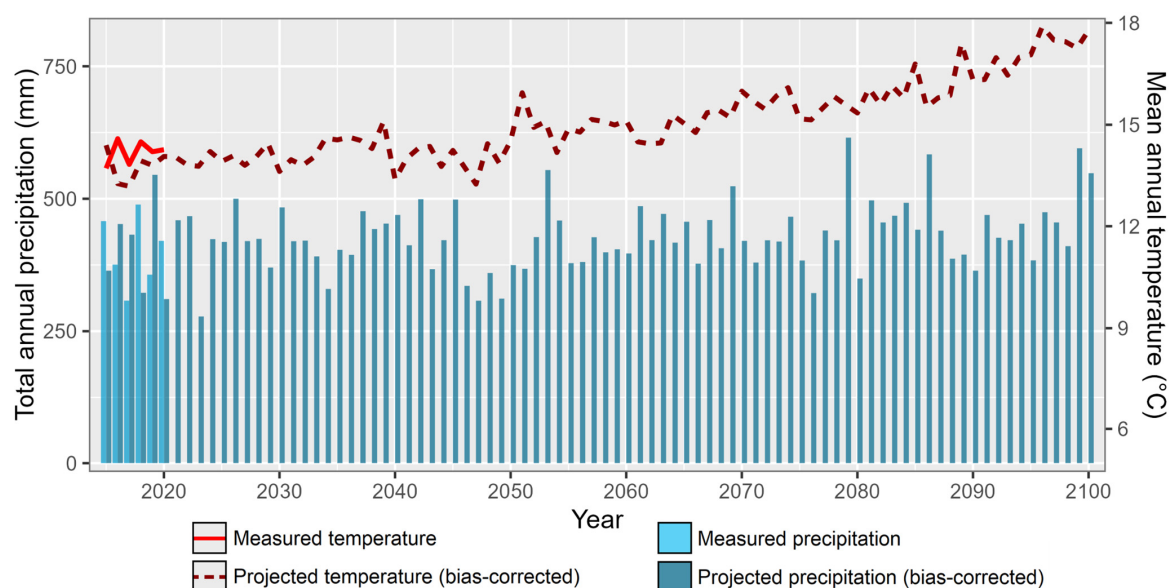 Total annual precipitation (mm)
750
500
250
0
18
15
12
9
6
Mean annual temperature (°C)
2020 2030 2040 2050 2060 2070 2080 2090 2100
Year
Measured temperature
Measured precipitation
Projected temperature (bias-corrected)
Projected precipitation (bias-corrected)